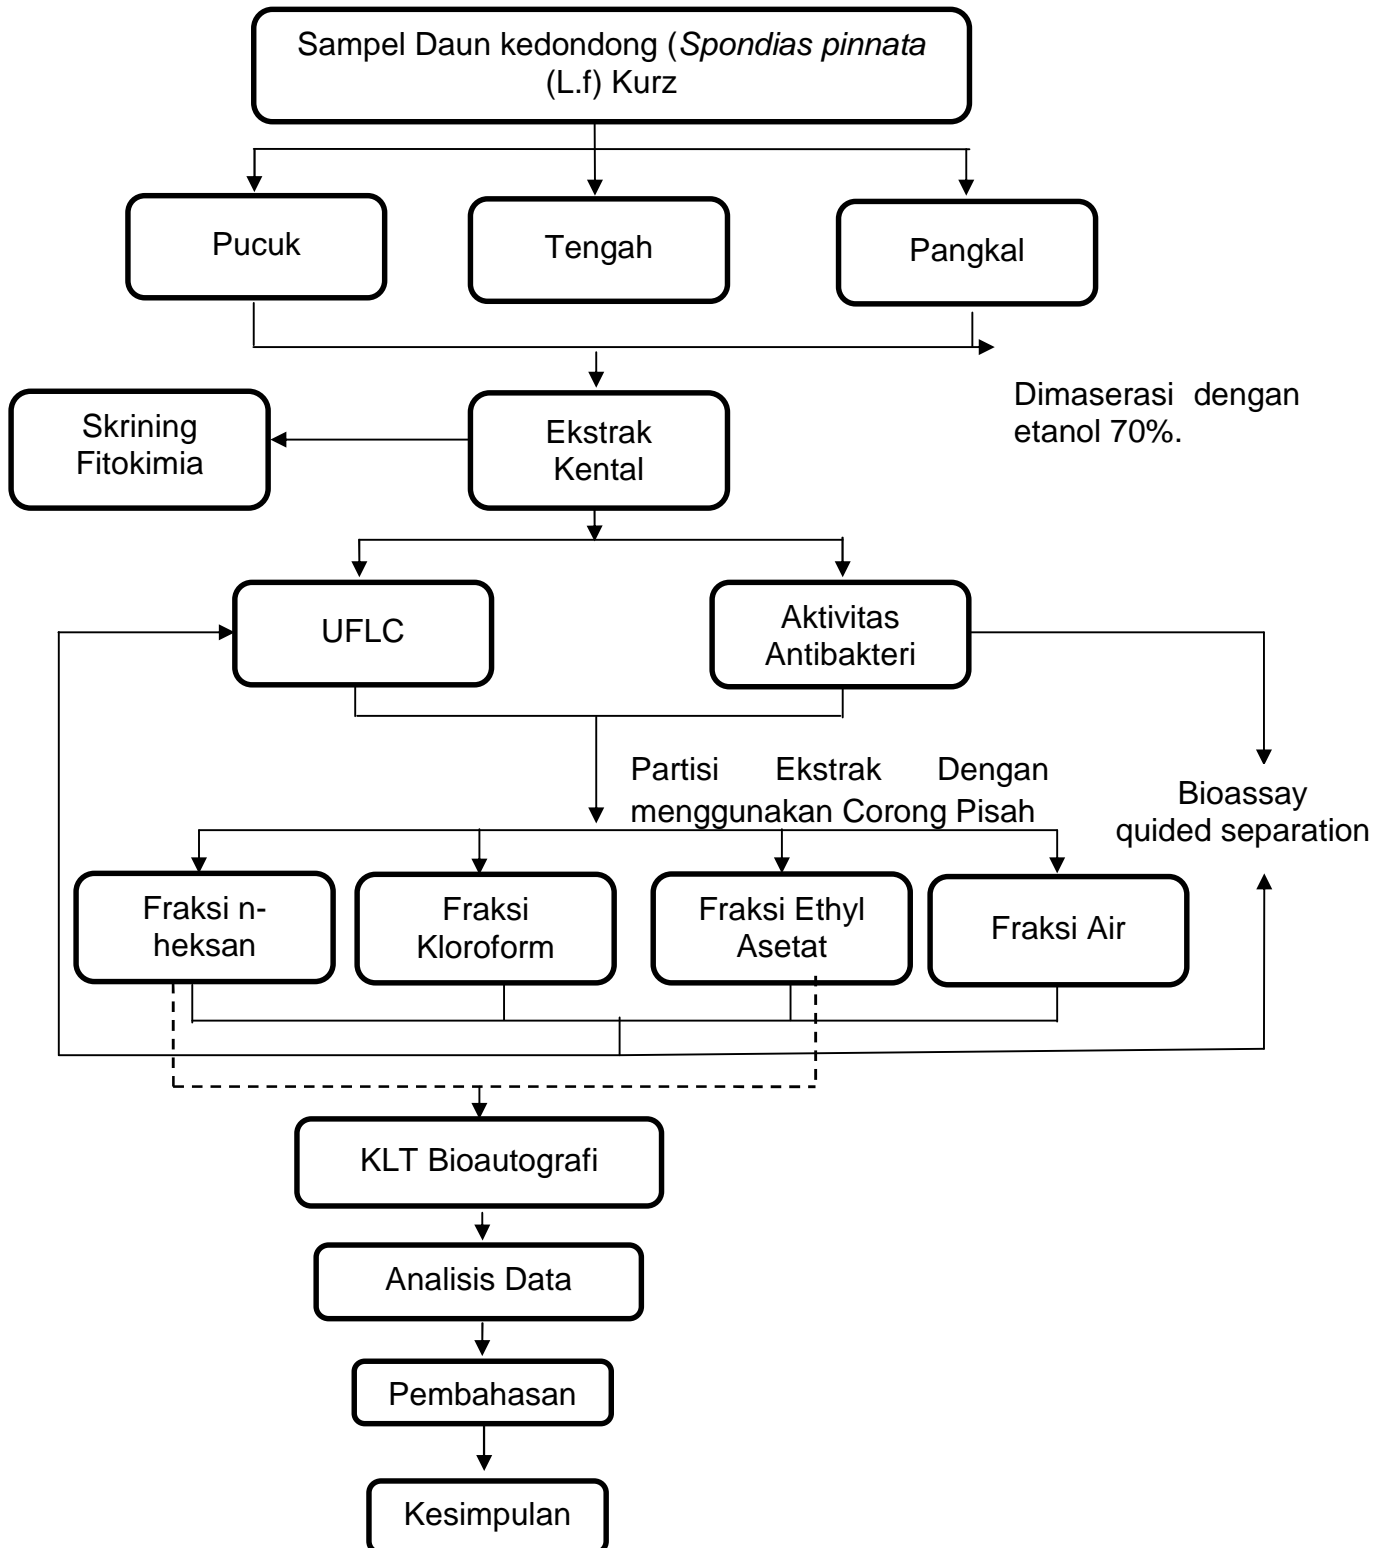 Sampel Daun kedondong (Spondias pinnata
(L.f) Kurz
Pucuk
Tengah
Pangkal
Dimaserasi dengan
etanol 70%.
Skrining
Fitokimia
Ekstrak
Kental
UFLC
Aktivitas
Antibakteri
Partisi Ekstrak Dengan
menggunakan Corong Pisah
Bioassay
quided separation
Fraksi n-
heksan
Fraksi
Kloroform
Fraksi Ethyl
Asetat
Fraksi Air
KLT Bioautografi
Analisis Data
Pembahasan
Kesimpulan